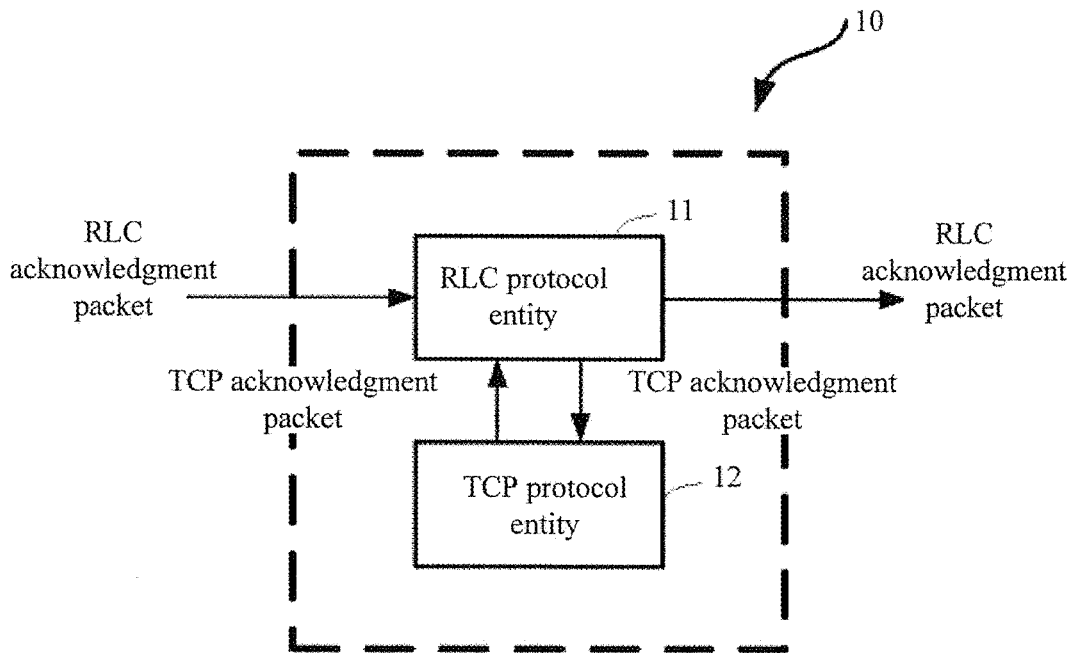 10
RLC
acknowledgment
packet
11
RLC protocol
entity
RLC
acknowledgment
packet
TCP acknowledgment
packet
TCP acknowledgment
packet
TCP protocol
entity
12